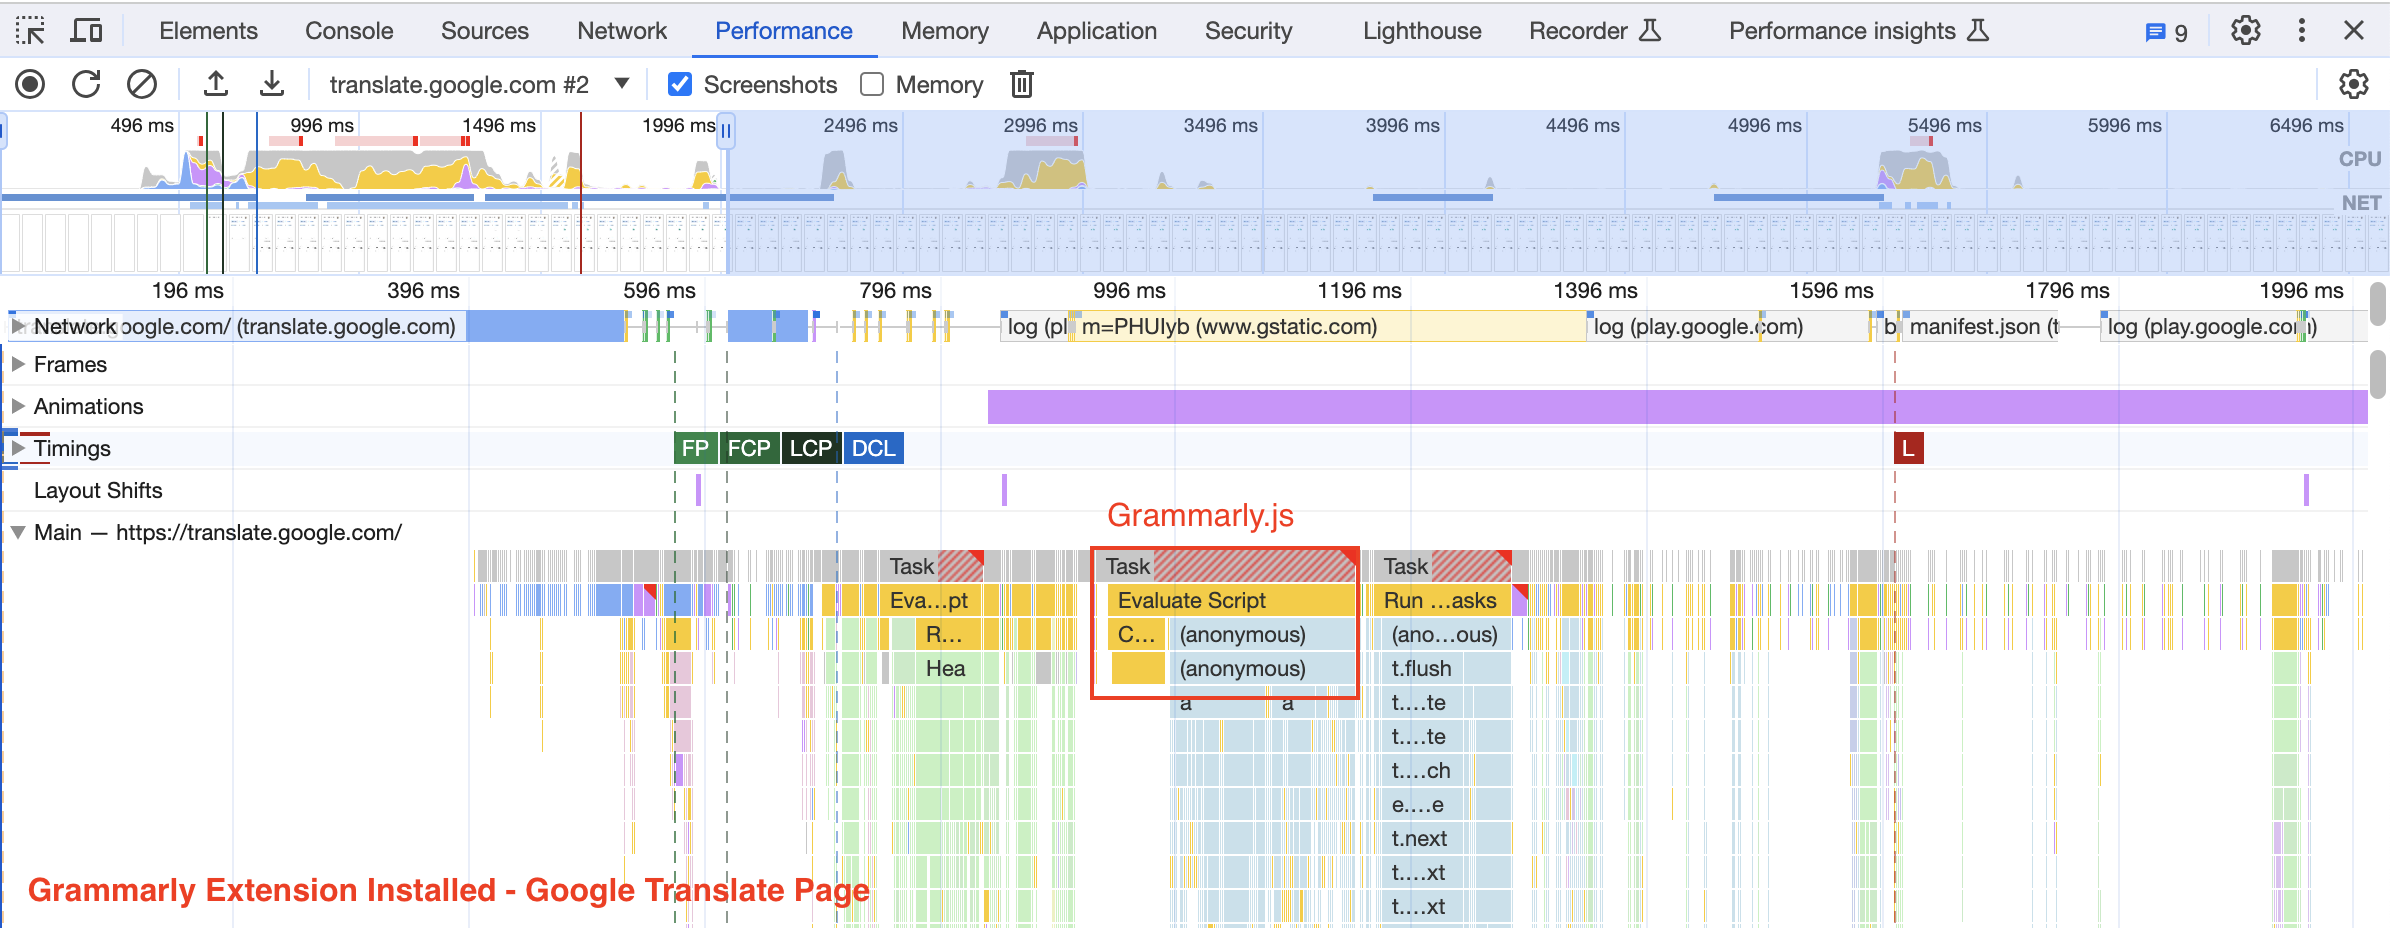 Elements Console Sources Network Performance Memory Application Security Lighthouse Recorder Performance insights 9
translate.google.com #2 Screenshots Memory
496 ms 996 ms 1496 ms 1996 ms 2496 ms 2996 ms 3496 ms 3996 ms 4496 ms 4996 ms 5496 ms 5996 ms 6496 ms
CPU
NET
196 ms 396 ms 596 ms 796 ms 996 ms 1196 ms 1396 ms 1596 ms 1796 ms 1996 ms
Network oogle.com/ (translate.google.com) log (pl m=PHUIyb (www.gstatic.com) log (play.google.com) b manifest.json (t log (play.google.com)
Frames
Animations
Timings FP FCP LCP DCL L
Layout Shifts
Grammarly.js
Main — https://translate.google.com/
Task Task Task
Eva...pt Evaluate Script Run ...asks
R... C... (anonymous) (ano...ous)
Hea (anonymous) t.flush
a a t....te
t....te
t....ch
e....e
t.next
t....xt
Grammarly Extension Installed - Google Translate Page
t....xt